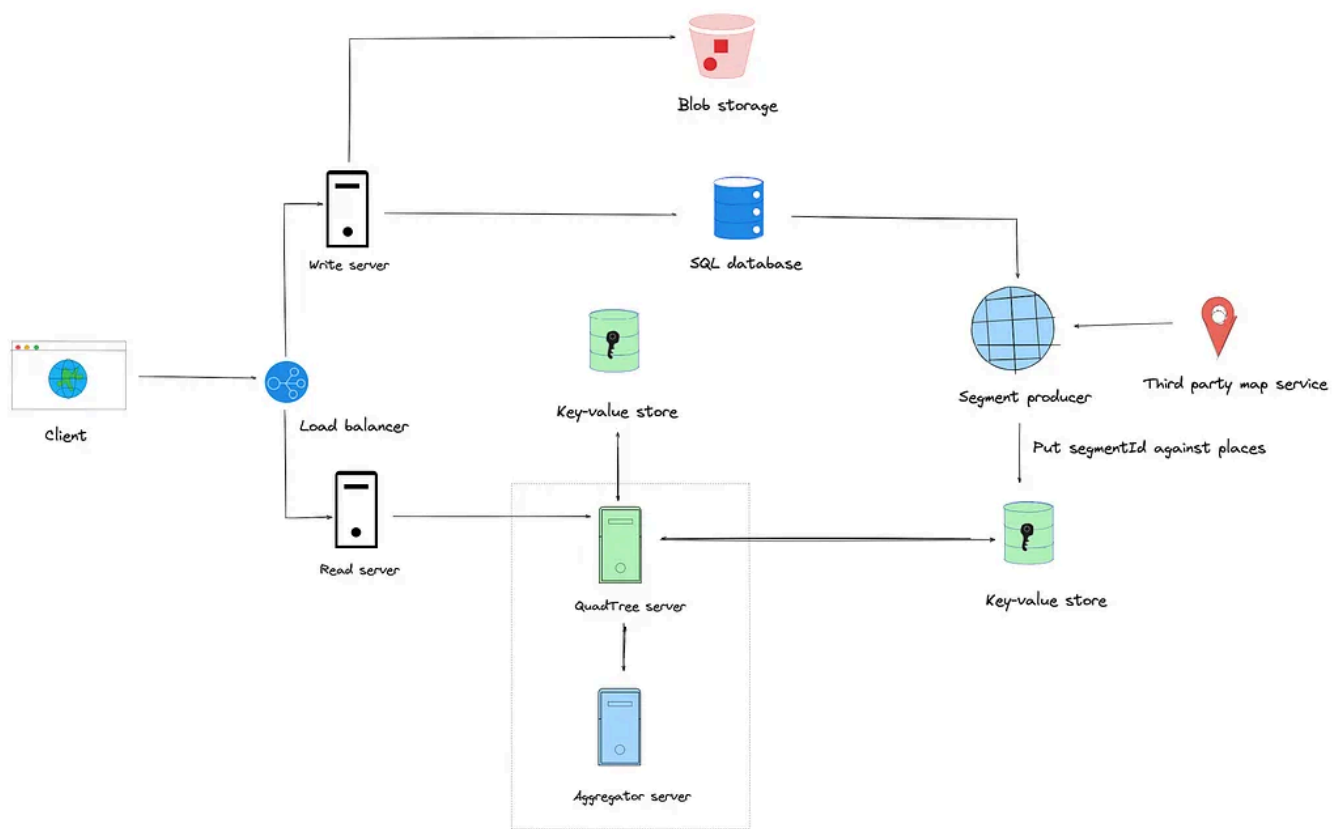 Blob storage
Write server
SQL database
Client
Load balancer
Key-value store
Segment producer
Third party map service
Put segmentId against places
Read server
QuadTree server
Key-value store
Aggregator server